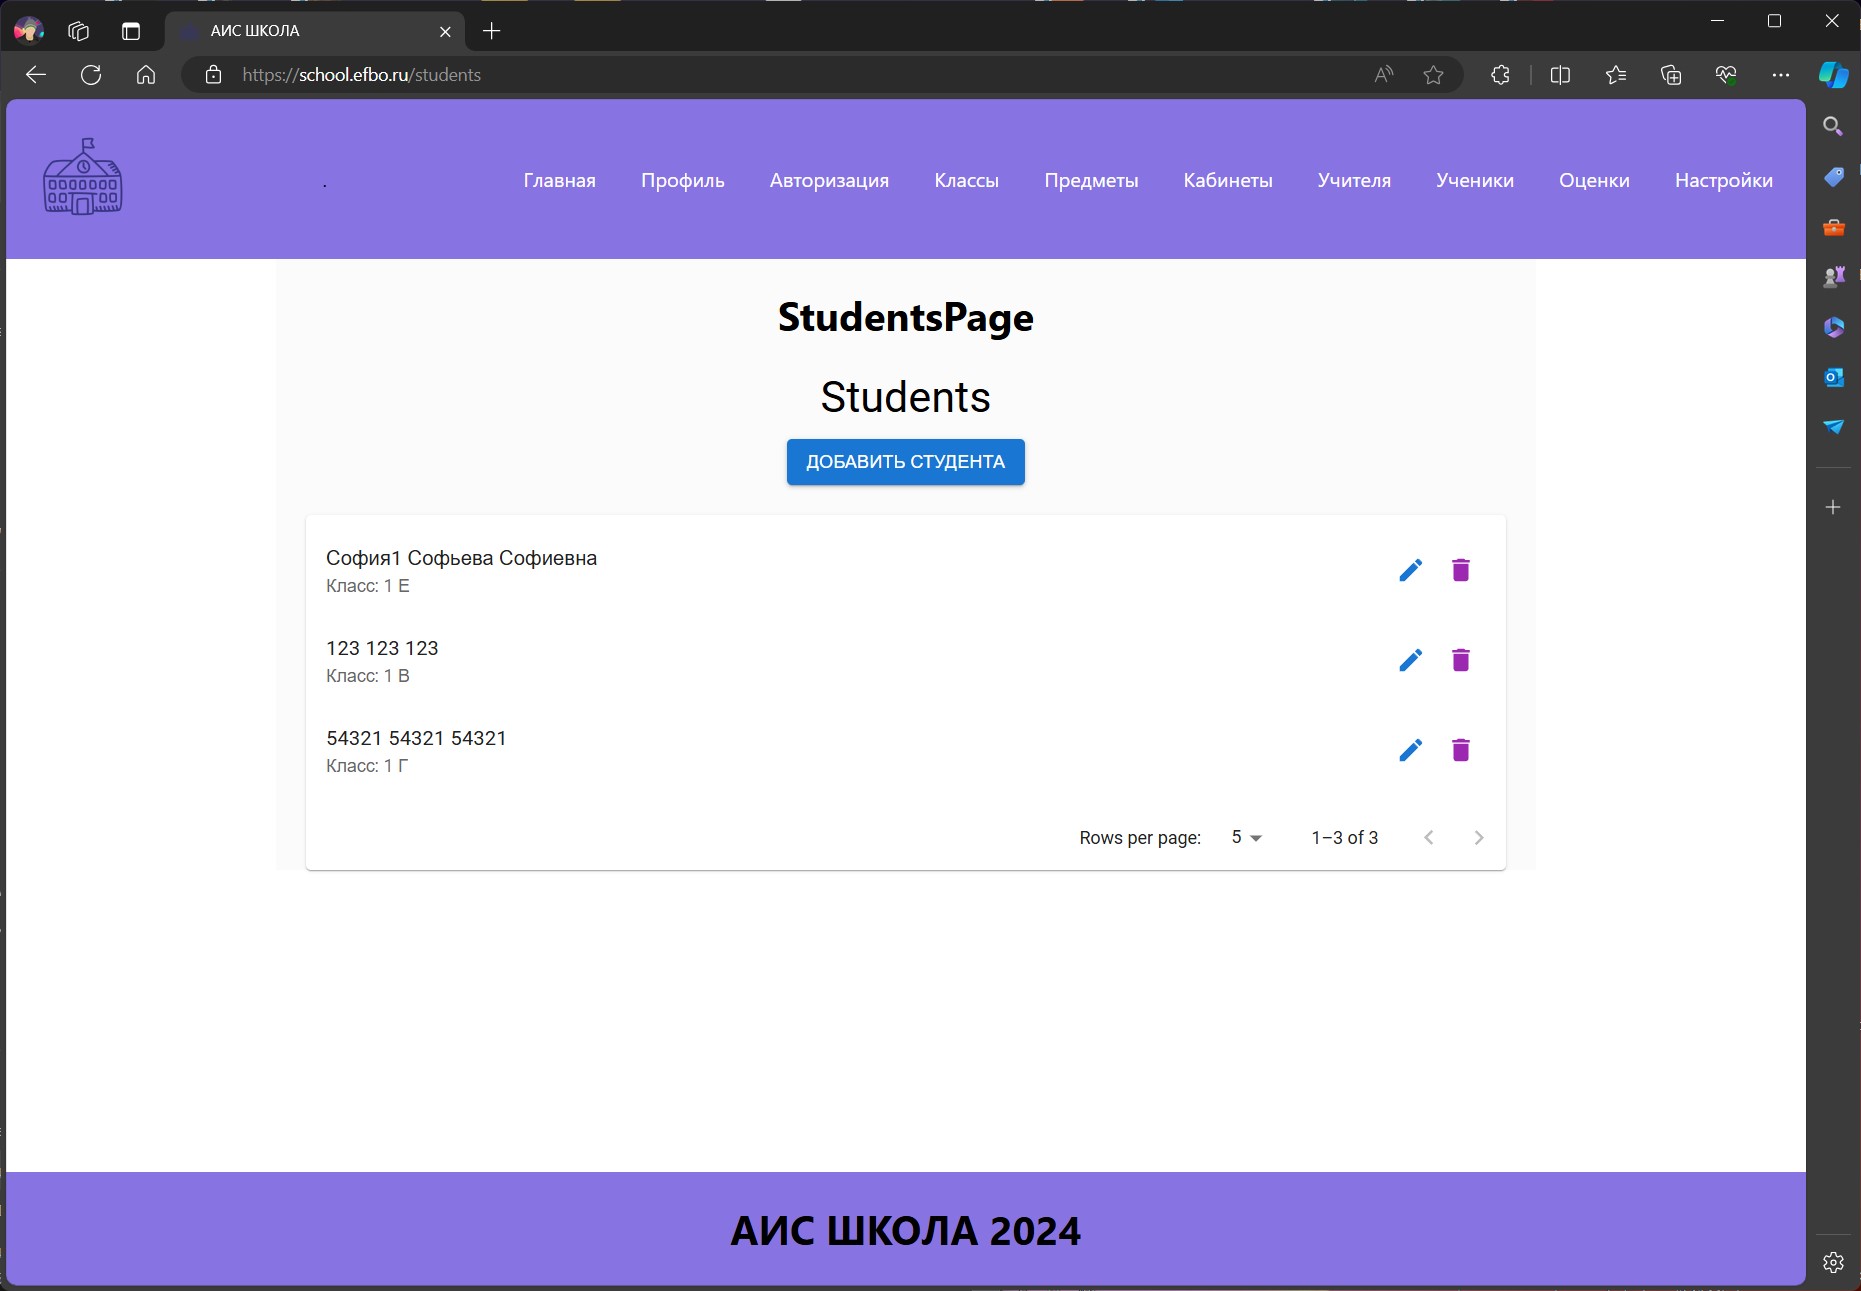 АИС ШКОЛА
https://school.efbo.ru/students
Главная Профиль Авторизация Классы Предметы Кабинеты Учителя Ученики Оценки Настройки
StudentsPage
Students
ДОБАВИТЬ СТУДЕНТА
София1 Софьева Софиевна
Класс: 1 Е
123 123 123
Класс: 1 В
54321 54321 54321
Класс: 1 Г
Rows per page: 5 1–3 of 3
АИС ШКОЛА 2024